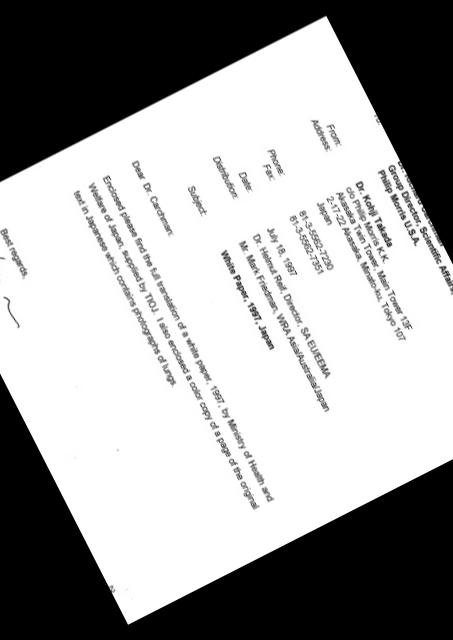 Group Director, Scientific Affairs
Philip Morris U.S.A.
From: Dr. Kohji Takada
Address: c/o Philip Morris K.K.
Akasaka Twin Tower, Main Tower 13F
2-17-22 Akasaka, Minato-ku, Tokyo 107
Japan
Phone: 81-3-5562-7230
Fax: 81-3-5562-7351
Date: July 18, 1997
Distribution: Dr. Helmut Reif, Director, SA EU/EEMA
Mr. Mark Friedman, WRA Asia/Australia/Japan
Subject: White Paper, 1997, Japan
Dear Dr. Carchman:
Enclosed please find the full translation of a white paper, 1997, by Ministry of Health and
Welfare of Japan, supplied by TIOJ. I also enclosed a color copy of a page of the original
text in Japanese which contains photographs of lungs.
Best regards,